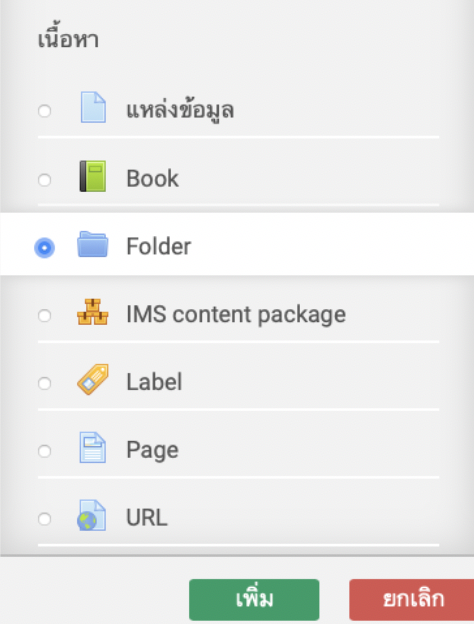 เนื้อหา
แหล่งข้อมูล
Book
Folder
IMS content package
Label
Page
URL
เพิ่ม ยกเลิก